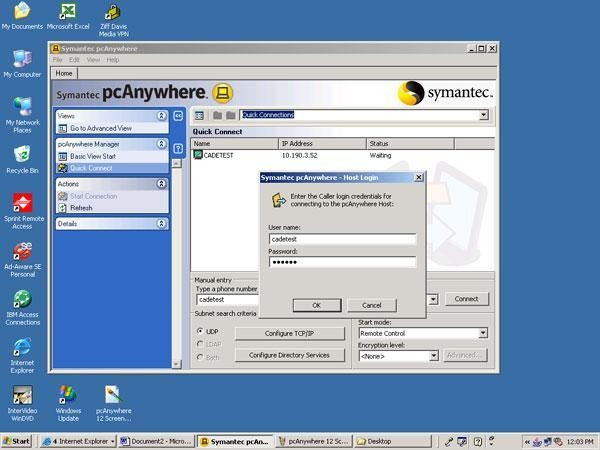 My Documents
Microsoft Excel
Ziff Davis
Media VPN
My Computer
My Network
Places
Recycle Bin
Sprint Remote
Access
Ad-Aware SE
Personal
IBM Access
Connections
Internet
Explorer
InterVideo
WinDVD
Windows
Update
pcAnywhere
12 Screen...
Symantec pcAnywhere
File Edit View Help
Home
Symantec pcAnywhere.
symantec.
Views
Go to Advanced View
pcAnywhere Manager
Basic View Start
Quick Connect
Actions
Start Connection
Refresh
Details
Quick Connections
Quick Connect
Name IP Address Status
CADETEST 10.190.3.52 Waiting
Symantec pcAnywhere - Host Login
Enter the Caller login credentials for
connecting to the pcAnywhere Host:
User name:
cadetest
Password:
••••••
OK Cancel
Manual entry
Type a phone number
cadetest
Connect
Subnet search criteria
UDP
LDAP
Both
Configure TCP/IP
Configure Directory Services
Start mode:
Remote Control
Encryption level:
<None>
Advanced...
Start
4 Internet Explorer
Document2 - Micro...
Symantec pcAn...
pcAnywhere 12 Sc...
Desktop
12:03 PM